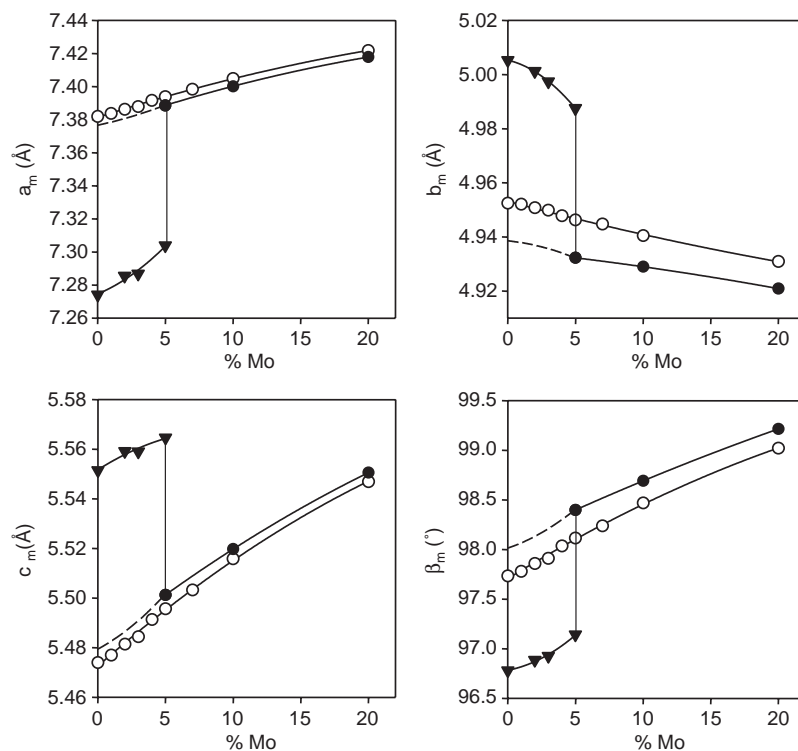 7.44
7.42
7.40
7.38
7.36
7.34
7.32
7.30
7.28
7.26
a_m (Å)
0 5 10 15 20
% Mo
5.02
5.00
4.98
4.96
4.94
4.92
b_m (Å)
0 5 10 15 20
% Mo
5.58
5.56
5.54
5.52
5.50
5.48
5.46
c_m (Å)
0 5 10 15 20
% Mo
99.5
99.0
98.5
98.0
97.5
97.0
96.5
β_m (°)
0 5 10 15 20
% Mo